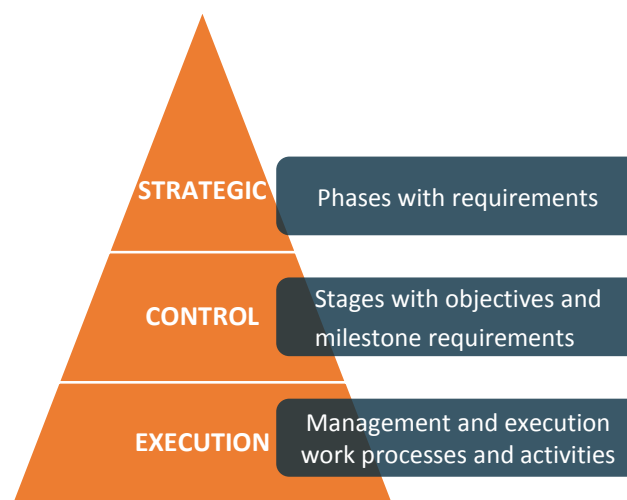 STRATEGIC
Phases with requirements
CONTROL
Stages with objectives and
milestone requirements
EXECUTION
Management and execution
work processes and activities